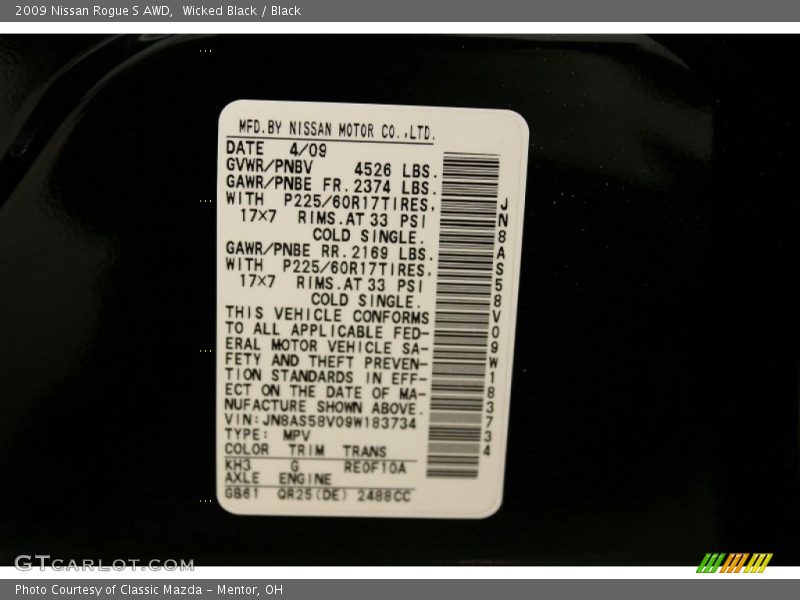 2009 Nissan Rogue S AWD,  Wicked Black / Black
MFD.BY NISSAN MOTOR CO.,LTD.
DATE 4/09
GVWR/PNBV 4526 LBS.
GAWR/PNBE FR. 2374 LBS.
WITH P225/60R17TIRES,
17×7 RIMS.AT 33 PSI
COLD SINGLE.
GAWR/PNBE RR. 2169 LBS.
WITH P225/60R17TIRES.
17×7 RIMS.AT 33 PSI
COLD SINGLE.
THIS VEHICLE CONFORMS
TO ALL APPLICABLE FED-
ERAL MOTOR VEHICLE SA-
FETY AND THEFT PREVEN-
TION STANDARDS IN EFF-
ECT ON THE DATE OF MA-
NUFACTURE SHOWN ABOVE.
VIN: JN8AS58V09W183734
TYPE: MPV
COLOR TRIM TRANS
KH3 G RE0F10A
AXLE ENGINE
GB61 QR25(DE) 2488CC
JN8AS58V09W183734
GTCARLOT.COM
Photo Courtesy of Classic Mazda - Mentor, OH